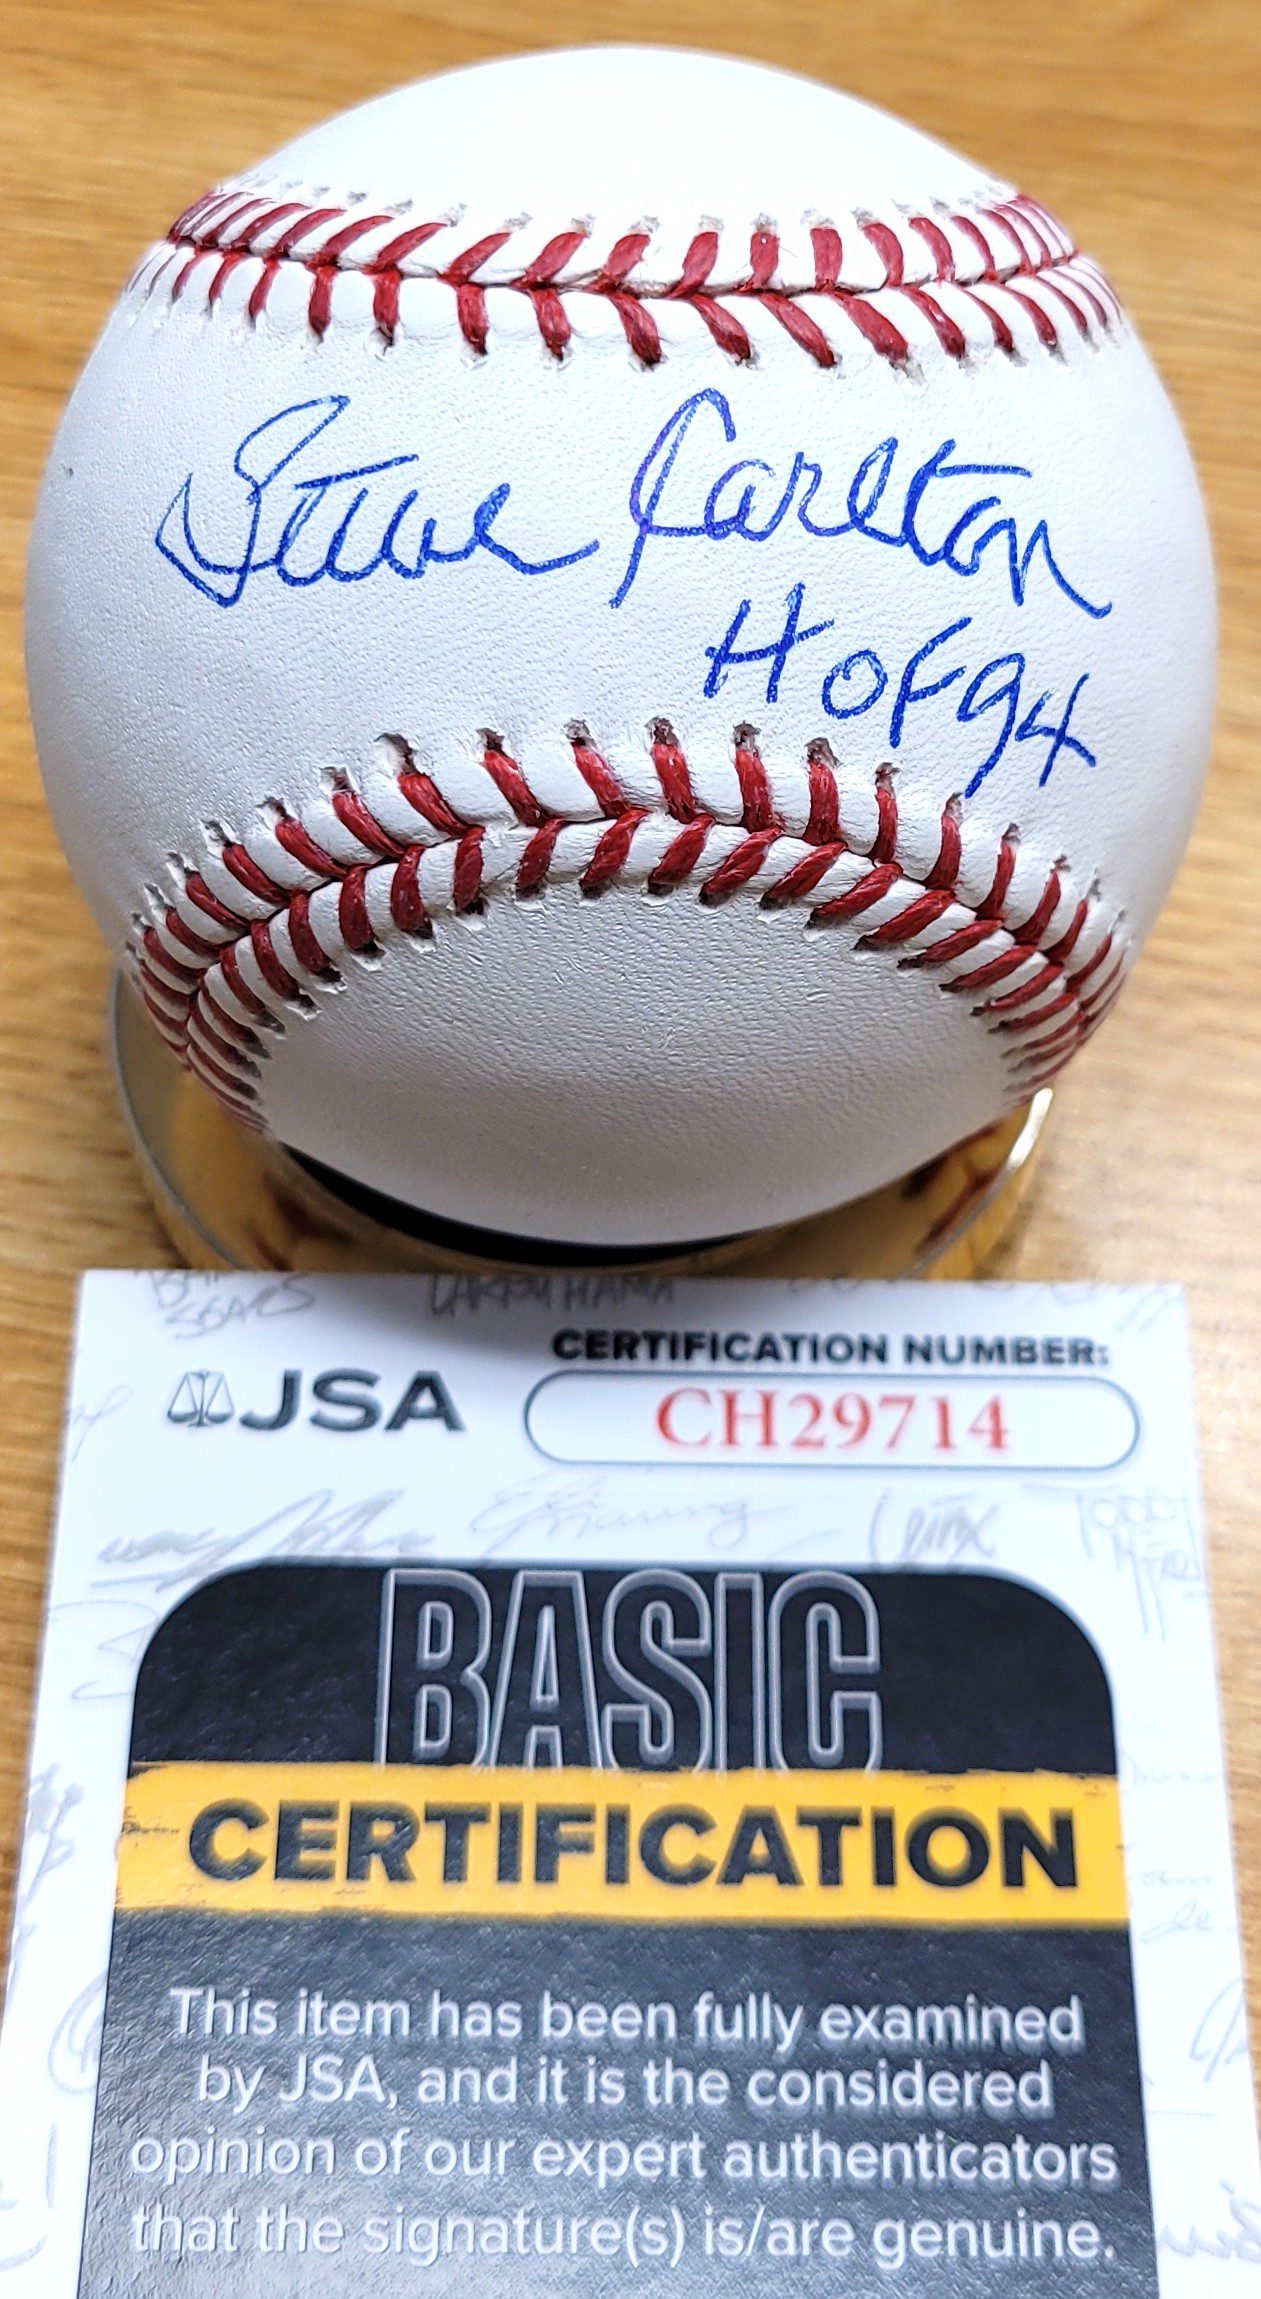 Steve Carlton
HOF 94
JSA
CERTIFICATION NUMBER:
CH29714
BASIC
CERTIFICATION
This item has been fully examined
by JSA, and it is the considered
opinion of our expert authenticators
that the signature(s) is/are genuine.